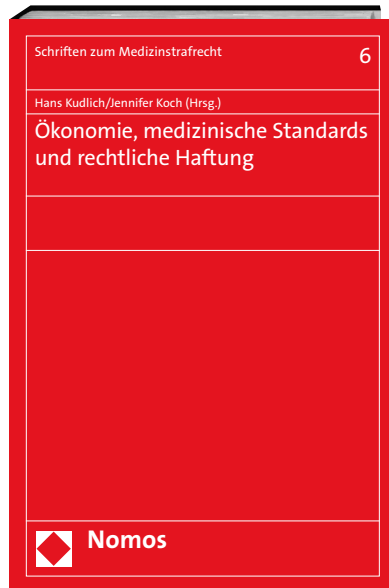 Schriften zum Medizinstrafrecht 6
Hans Kudlich/Jennifer Koch (Hrsg.)
Ökonomie, medizinische Standards
und rechtliche Haftung
Nomos